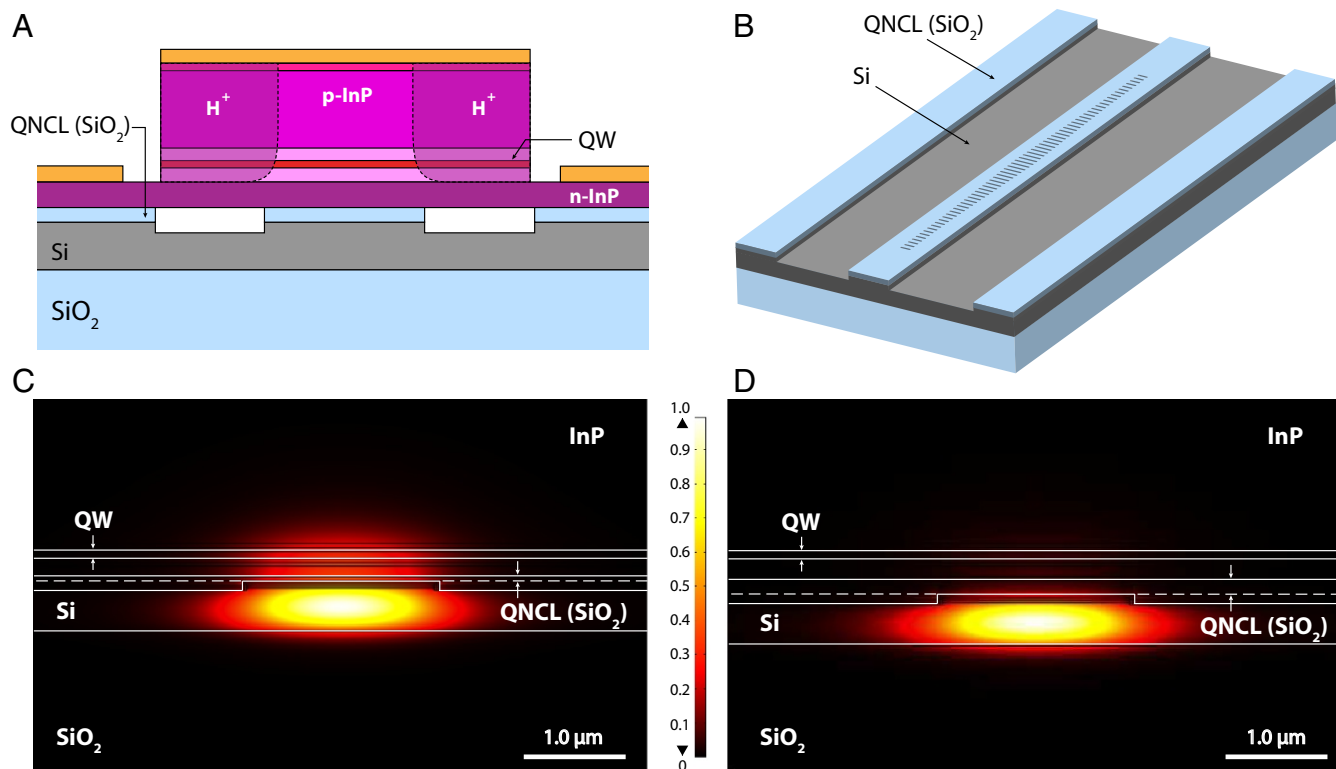 A
H⁺
p-InP
H⁺
QNCL (SiO₂)
QW
n-InP
Si
SiO₂
B
QNCL (SiO₂)
Si
C
InP
QW
Si
QNCL (SiO₂)
SiO₂
1.0 µm
1.0
0.9
0.8
0.7
0.6
0.5
0.4
0.3
0.2
0.1
0
D
InP
QW
Si
QNCL (SiO₂)
SiO₂
1.0 µm